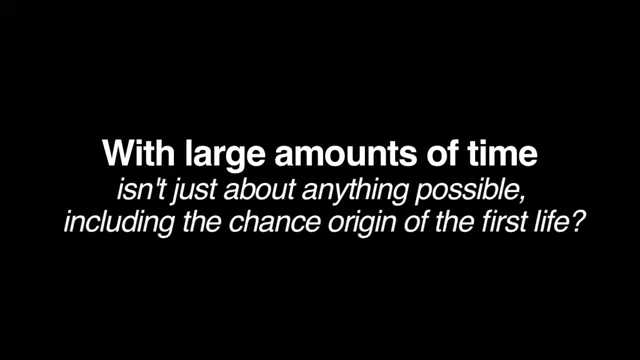 With large amounts of time
isn't just about anything possible,
including the chance origin of the first life?